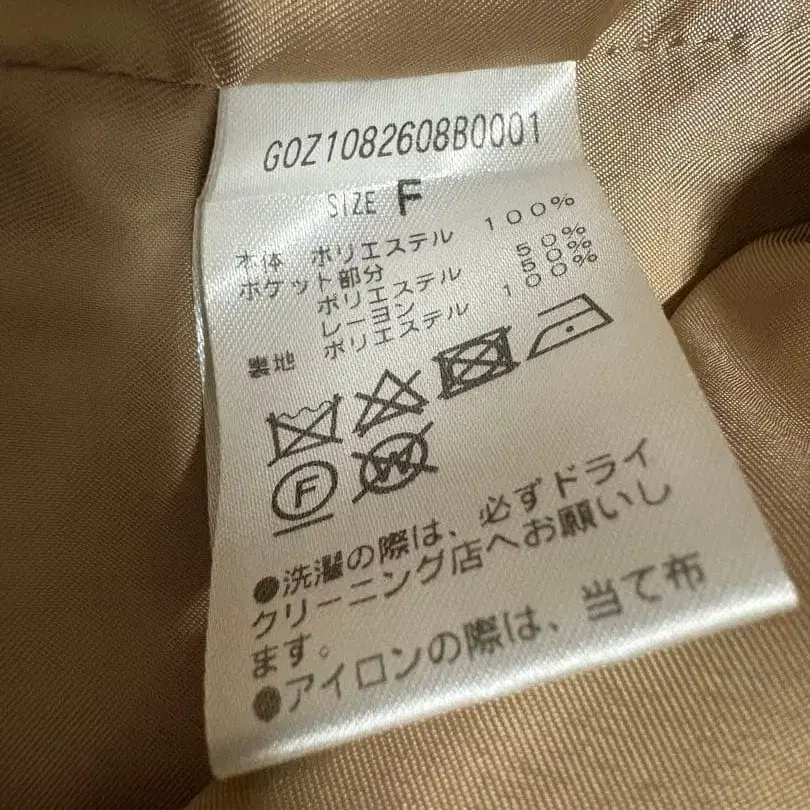 GOZ1082608B0001
SIZE F
本体 ポリエステル 100%
ポケット部分
ポリエステル 50%
レーヨン 50%
裏地 ポリエステル 100%
F
W
●洗濯の際は、必ずドライ
クリーニング店へお願いし
ます。
●アイロンの際は、当て布